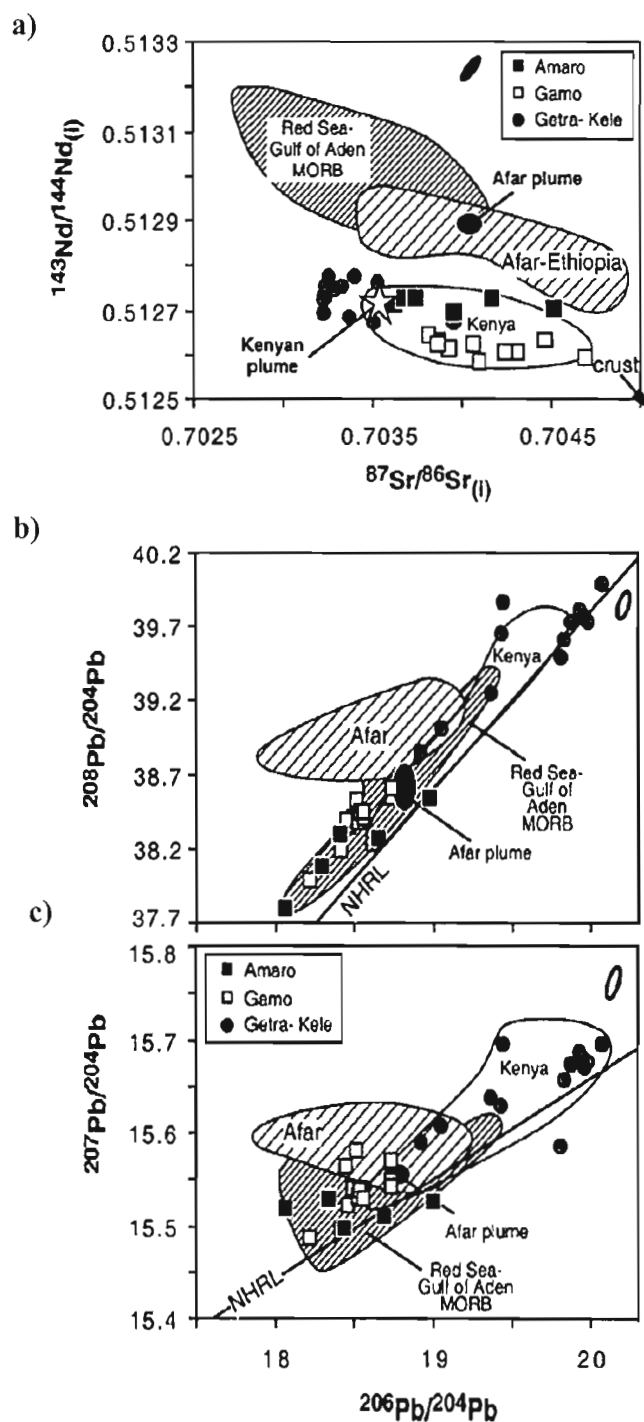 a)
0.5133
0.5131
0.5129
0.5127
0.5125
143Nd/144Nd(i)
Amaro
Gamo
Getra- Kele
Red Sea-
Gulf of Aden
MORB
Afar plume
Afar-Ethiopia
Kenya
Kenyan
plume
crust
0.7025
0.7035
0.7045
87Sr/86Sr(i)
b)
40.2
39.7
39.2
38.7
38.2
37.7
208Pb/204Pb
Kenya
Afar
Red Sea-
Gulf of
Aden
MORB
Afar plume
NHRL
c)
15.8
15.7
15.6
15.5
15.4
207Pb/204Pb
Amaro
Gamo
Getra- Kele
Kenya
Afar
Afar plume
Red Sea-
Gulf of Aden
MORB
NHRL
18
19
20
206Pb/204Pb